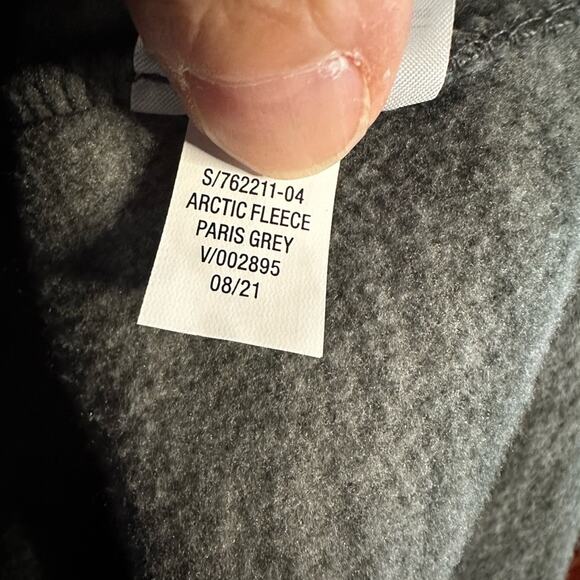 S/762211-04
ARCTIC FLEECE
PARIS GREY
V/002895
08/21